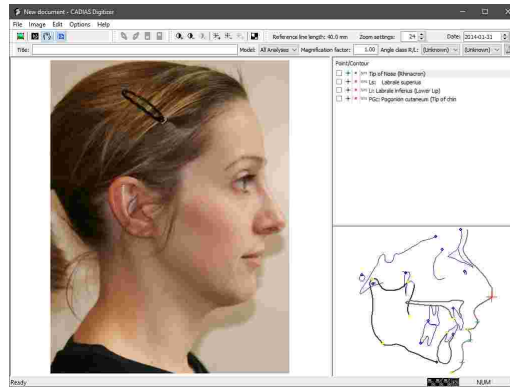 New document - CADIAS Digitizer
File Image Edit Options Help
Reference line length: 40.0 mm Zoom settings: 24 Date: 2014-01-31
Title: Model: All Analyses Magnification factor: 1.00 Angle class R/L: (Unknown) (Unknown)
Point/Contour
Tip of Nose (Rhinacron)
Ls: Labrale superius
Li: Labrale inferius (Lower Lip)
PGc: Pogonion cutaneum (Tip of chin
Ready NUM